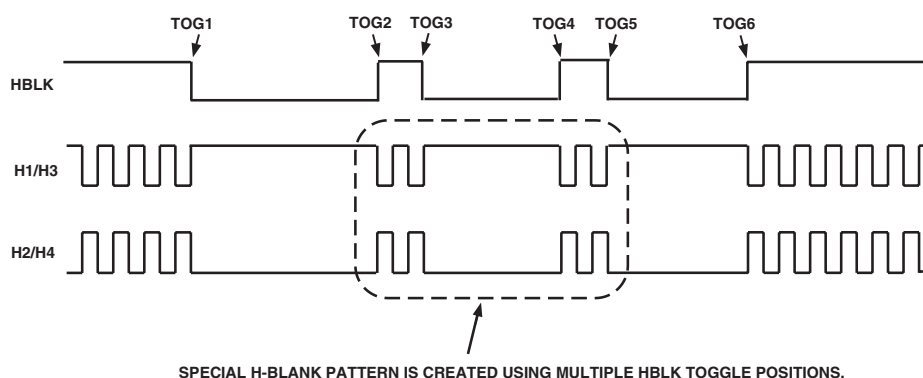 TOG1 TOG2 TOG3 TOG4 TOG5 TOG6
HBLK
H1/H3
H2/H4
SPECIAL H-BLANK PATTERN IS CREATED USING MULTIPLE HBLK TOGGLE POSITIONS.